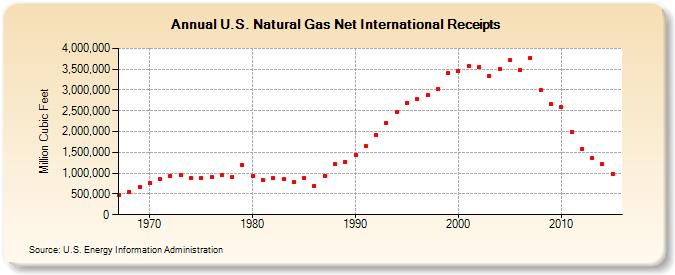 Annual U.S. Natural Gas Net International Receipts
Million Cubic Feet
4,000,000
3,500,000
3,000,000
2,500,000
2,000,000
1,500,000
1,000,000
500,000
0
1970 1980 1990 2000 2010
Source: U.S. Energy Information Administration